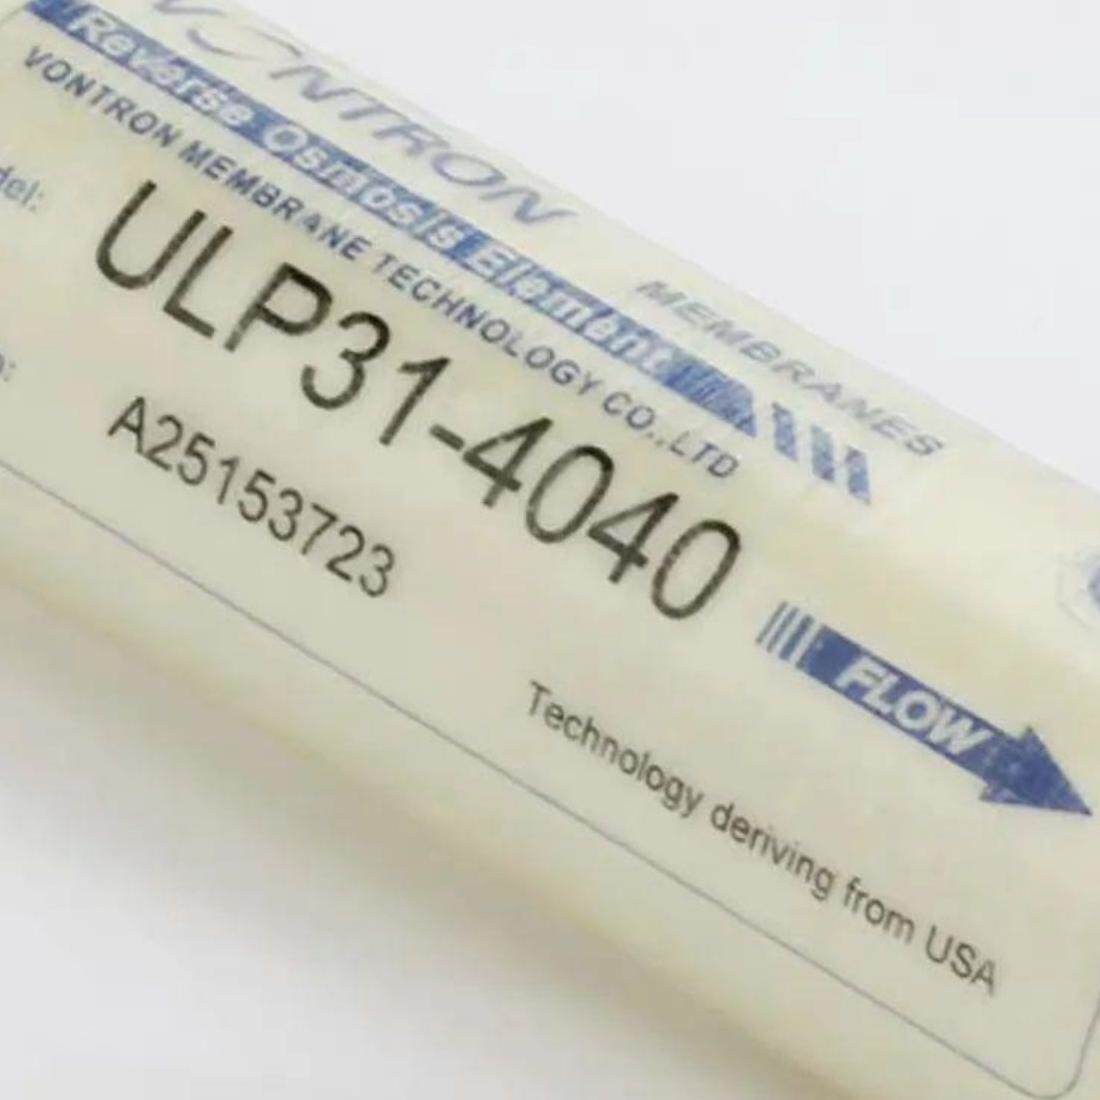 VONTRON
MEMBRANES
Reverse Osmosis Element
VONTRON MEMBRANE TECHNOLOGY CO.,LTD
del:
ULP31-4040
A25153723
FLOW
Technology deriving from USA